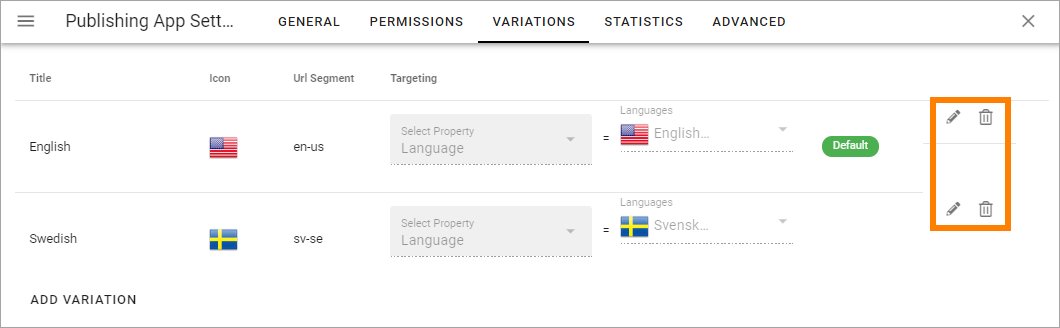 Publishing App Sett... GENERAL PERMISSIONS VARIATIONS STATISTICS ADVANCED
Title Icon Url Segment Targeting
Languages
Select Property
English en-us Language = English... Default
Languages
Select Property
Swedish sv-se Language = Svensk...
ADD VARIATION